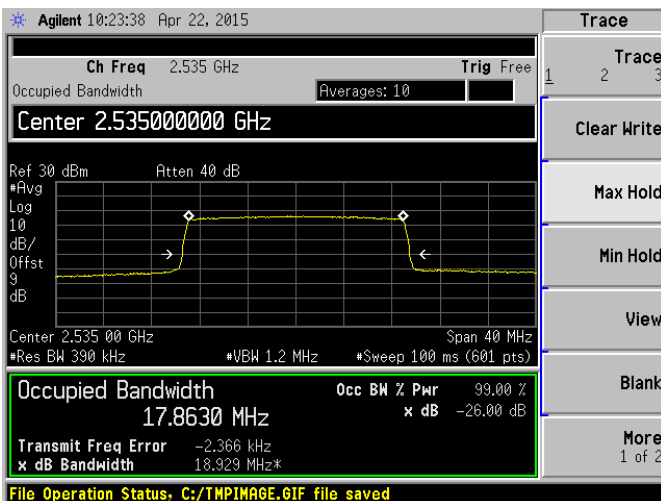 Agilent 10:23:38 Apr 22, 2015
Trace
Ch Freq 2.535 GHz Trig Free
Occupied Bandwidth Averages: 10
Center 2.535000000 GHz
Ref 30 dBm Atten 40 dB
#Avg
Log
10
dB/
Offst
9
dB
Center 2.535 00 GHz Span 40 MHz
#Res BW 390 kHz #VBW 1.2 MHz #Sweep 100 ms (601 pts)
Occupied Bandwidth Occ BW % Pwr 99.00 %
17.8630 MHz x dB -26.00 dB
Transmit Freq Error -2.366 kHz
x dB Bandwidth 18.929 MHz*
File Operation Status, C:/TMPIMAGE.GIF file saved
Trace
1 2 3
Clear Write
Max Hold
Min Hold
View
Blank
More
1 of 2